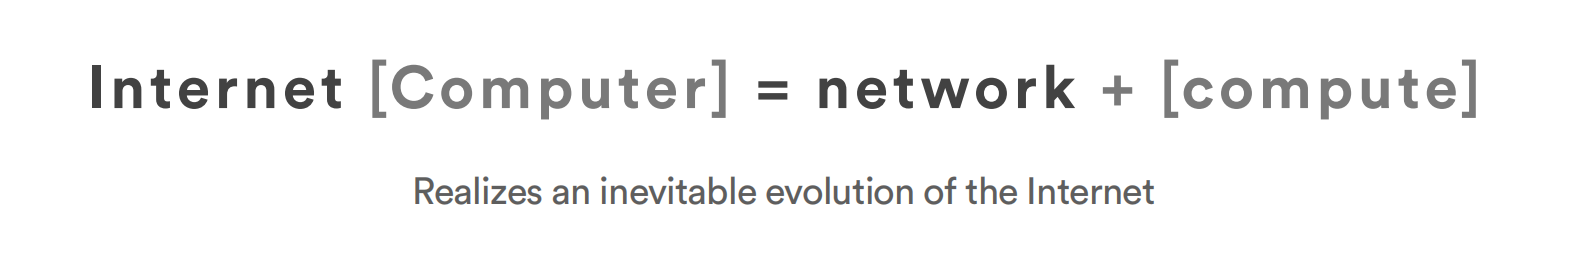 Internet [Computer] = network + [compute]
Realizes an inevitable evolution of the Internet